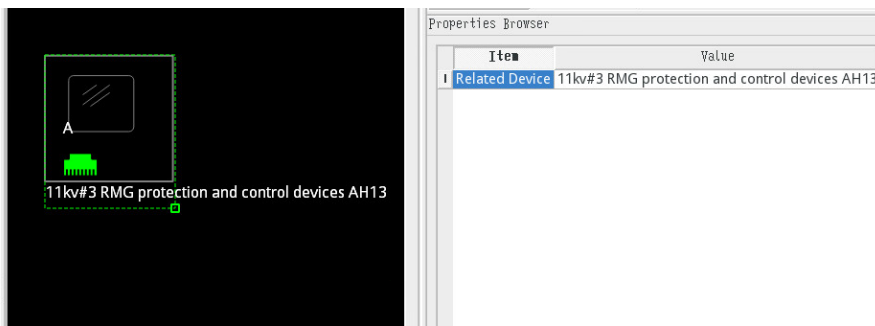 Properties Browser
Item Value
Related Device 11kv#3 RMG protection and control devices AH13
A
11kv#3 RMG protection and control devices AH13